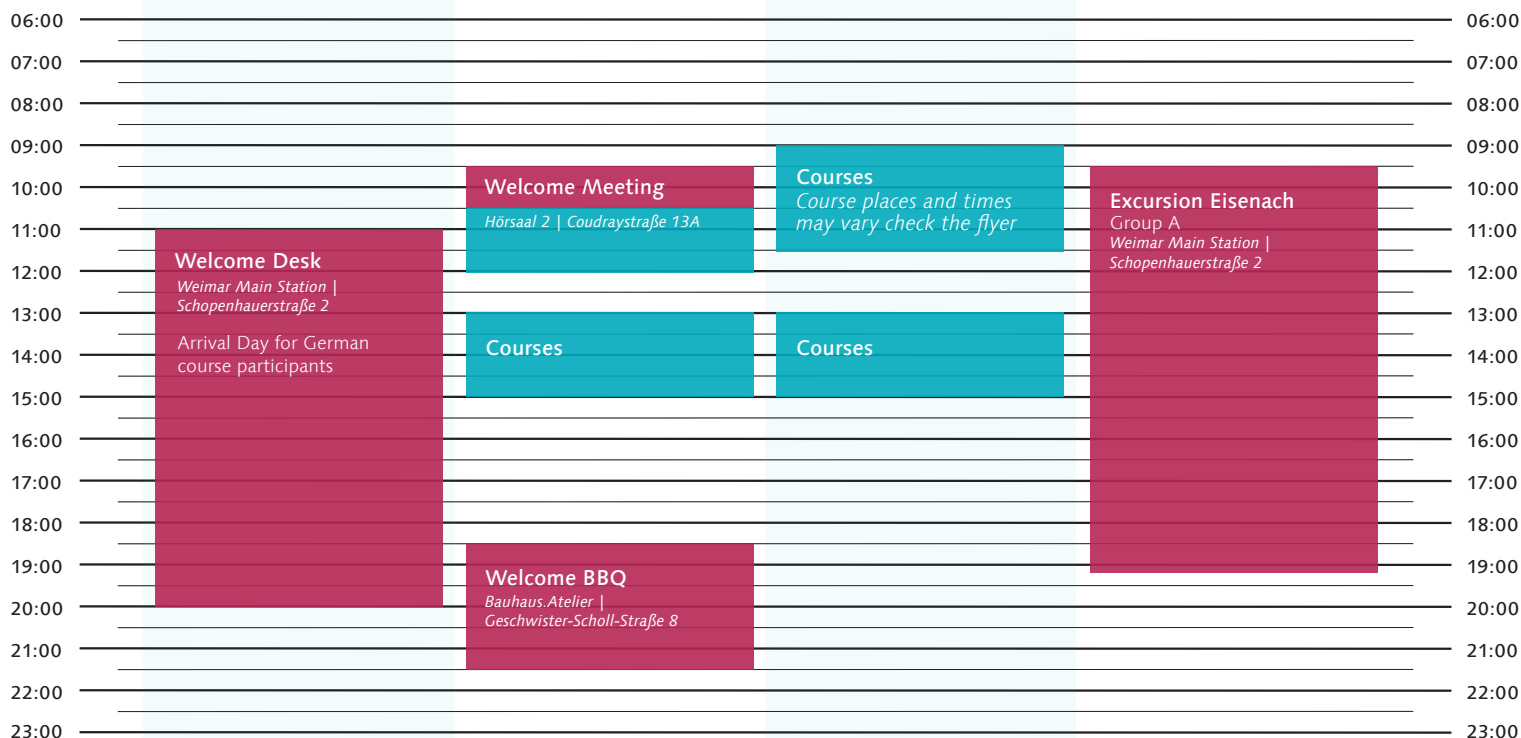 06:00
07:00
08:00
09:00
10:00
11:00
12:00
13:00
14:00
15:00
16:00
17:00
18:00
19:00
20:00
21:00
22:00
23:00
Welcome Desk
Weimar Main Station |
Schopenhauerstraße 2
Arrival Day for German
course participants
Welcome Meeting
Hörsaal 2 | Coudraystraße 13A
Courses
Welcome BBQ
Bauhaus.Atelier |
Geschwister-Scholl-Straße 8
Courses
Course places and times
may vary check the flyer
Courses
Excursion Eisenach
Group A
Weimar Main Station |
Schopenhauerstraße 2
06:00
07:00
08:00
09:00
10:00
11:00
12:00
13:00
14:00
15:00
16:00
17:00
18:00
19:00
20:00
21:00
22:00
23:00